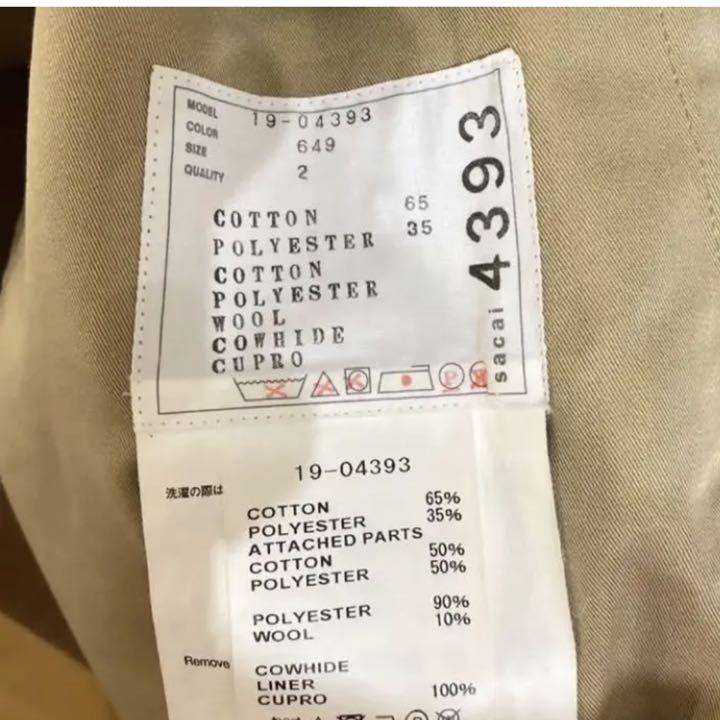 MODEL 19-04393
COLOR 649
SIZE 2
QUALITY
COTTON 65
POLYESTER 35
COTTON
POLYESTER
WOOL
COWHIDE
CUPRO
P
W
sacai 4393
19-04393
洗濯の際は
COTTON 65%
POLYESTER 35%
ATTACHED PARTS
COTTON 50%
POLYESTER 50%
POLYESTER 90%
WOOL 10%
Remove
COWHIDE
LINER
CUPRO 100%